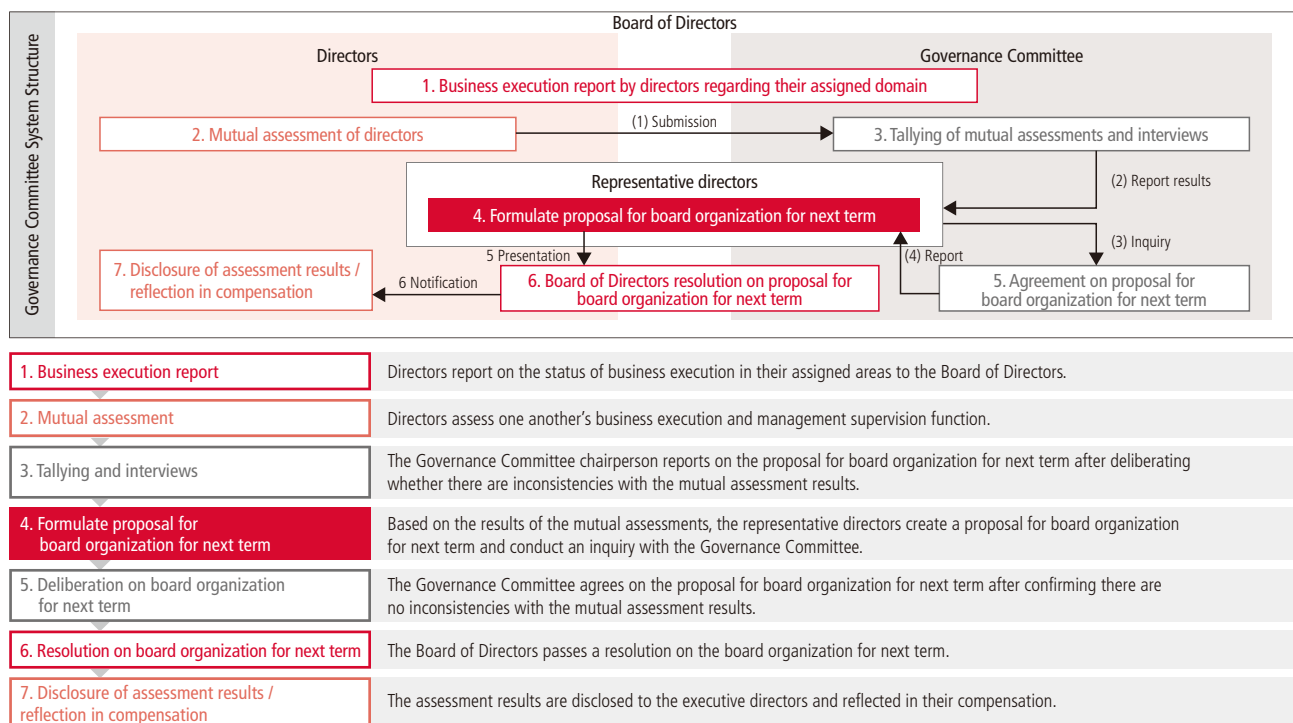 Governance Committee System Structure
Board of Directors
Directors
Governance Committee
1. Business execution report by directors regarding their assigned domain
2. Mutual assessment of directors
(1) Submission
3. Tallying of mutual assessments and interviews
Representative directors
(2) Report results
4. Formulate proposal for board organization for next term
5 Presentation
(4) Report
(3) Inquiry
7. Disclosure of assessment results /
reflection in compensation
6 Notification
6. Board of Directors resolution on proposal for
board organization for next term
5. Agreement on proposal for
board organization for next term
1. Business execution report
Directors report on the status of business execution in their assigned areas to the Board of Directors.
2. Mutual assessment
Directors assess one another's business execution and management supervision function.
3. Tallying and interviews
The Governance Committee chairperson reports on the proposal for board organization for next term after deliberating
whether there are inconsistencies with the mutual assessment results.
4. Formulate proposal for
board organization for next term
Based on the results of the mutual assessments, the representative directors create a proposal for board organization
for next term and conduct an inquiry with the Governance Committee.
5. Deliberation on board organization
for next term
The Governance Committee agrees on the proposal for board organization for next term after confirming there are
no inconsistencies with the mutual assessment results.
6. Resolution on board organization for next term
The Board of Directors passes a resolution on the board organization for next term.
7. Disclosure of assessment results /
reflection in compensation
The assessment results are disclosed to the executive directors and reflected in their compensation.